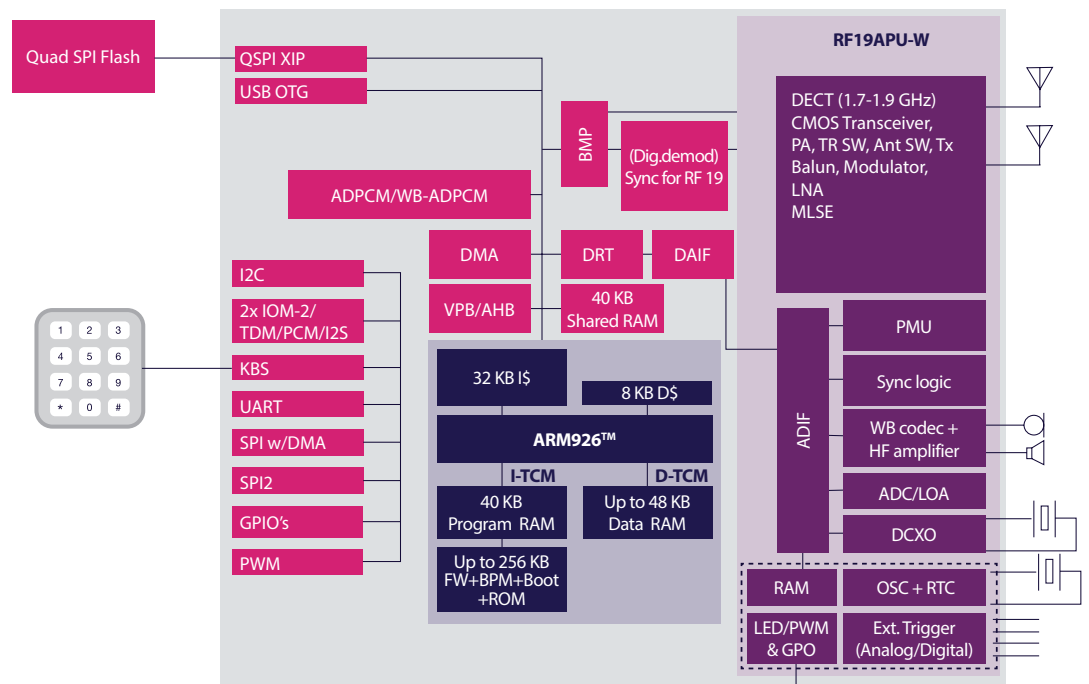 RF19APU-W
Quad SPI Flash
QSPI XIP
USB OTG
DECT (1.7-1.9 GHz)
CMOS Transceiver,
PA, TR SW, Ant SW, Tx
Balun, Modulator,
LNA
MLSE
BMP
(Dig.demod)
Sync for RF 19
ADPCM/WB-ADPCM
DMA
DRT
DAIF
I2C
VPB/AHB
40 KB
Shared RAM
2x IOM-2/
TDM/PCM/I2S
KBS
UART
SPI w/DMA
SPI2
GPIO's
PWM
1 2 3
4 5 6
7 8 9
* 0 #
32 KB I$
8 KB D$
ARM926™
I-TCM
D-TCM
40 KB
Program RAM
Up to 48 KB
Data RAM
Up to 256 KB
FW+BPM+Boot
+ROM
ADIF
PMU
Sync logic
WB codec +
HF amplifier
ADC/LOA
DCXO
RAM
OSC + RTC
LED/PWM
& GPO
Ext. Trigger
(Analog/Digital)